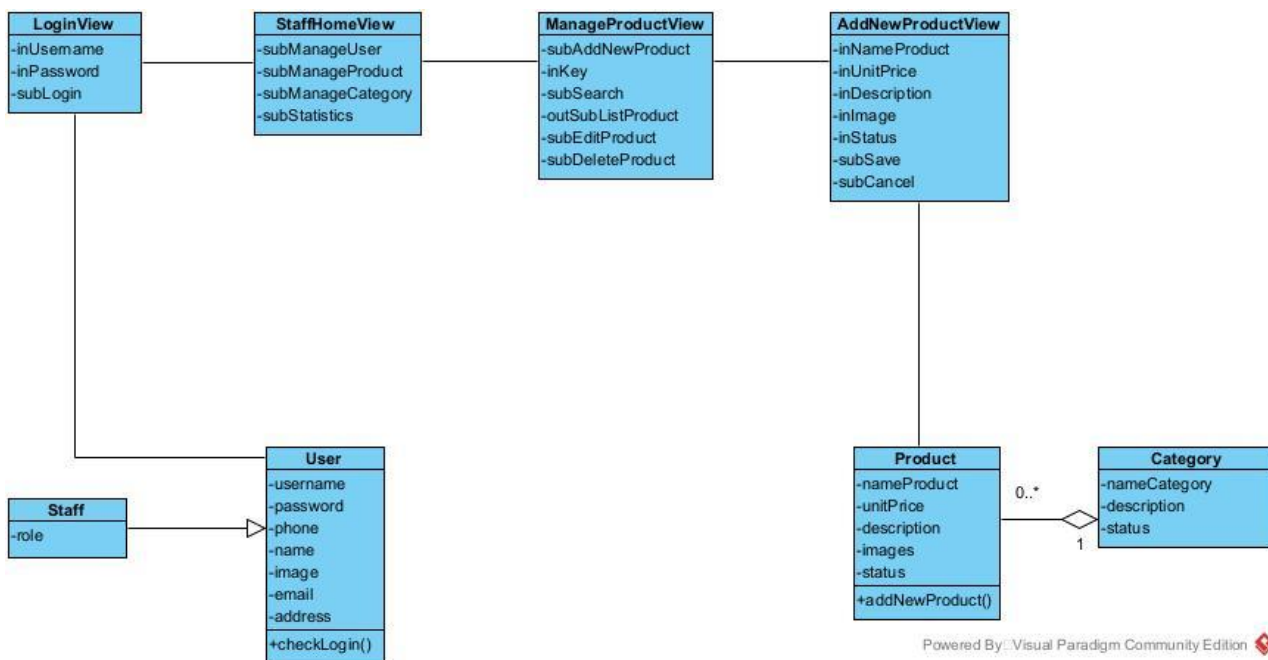 LoginView
-inUsername
-inPassword
-subLogin
StaffHomeView
-subManageUser
-subManageProduct
-subManageCategory
-subStatistics
ManageProductView
-subAddNewProduct
-inKey
-subSearch
-outSubListProduct
-subEditProduct
-subDeleteProduct
AddNewProductView
-inNameProduct
-inUnitPrice
-inDescription
-inImage
-inStatus
-subSave
-subCancel
Staff
-role
User
-username
-password
-phone
-name
-image
-email
-address
+checkLogin()
Product
-nameProduct
-unitPrice
-description
-images
-status
+addNewProduct()
0..*
1
Category
-nameCategory
-description
-status
Powered By Visual Paradigm Community Edition